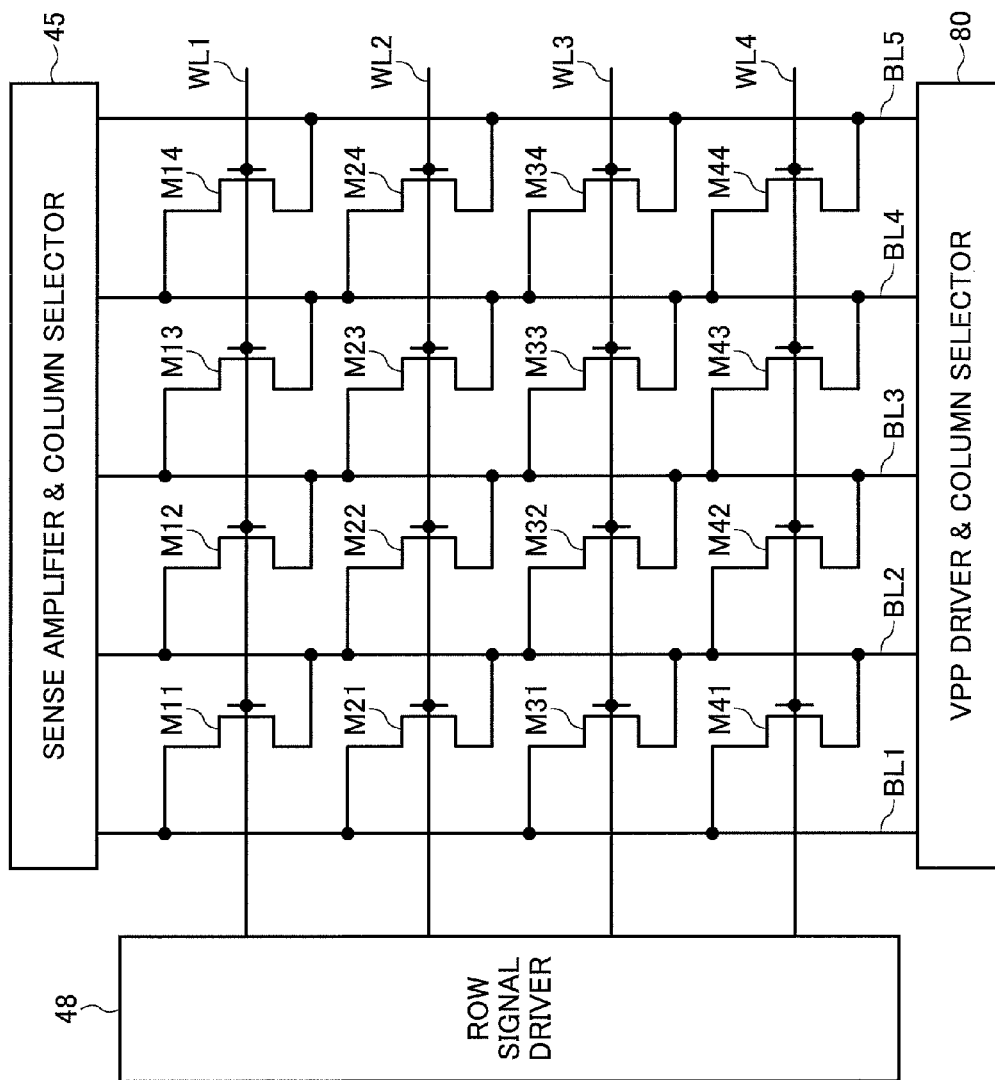 SENSE AMPLIFIER & COLUMN SELECTOR
45
WL1
WL2
WL3
WL4
BL5
80
M14
M24
M34
M44
BL4
M13
M23
M33
M43
BL3
M12
M22
M32
M42
BL2
M11
M21
M31
M41
BL1
VPP DRIVER & COLUMN SELECTOR
48
ROW
SIGNAL
DRIVER